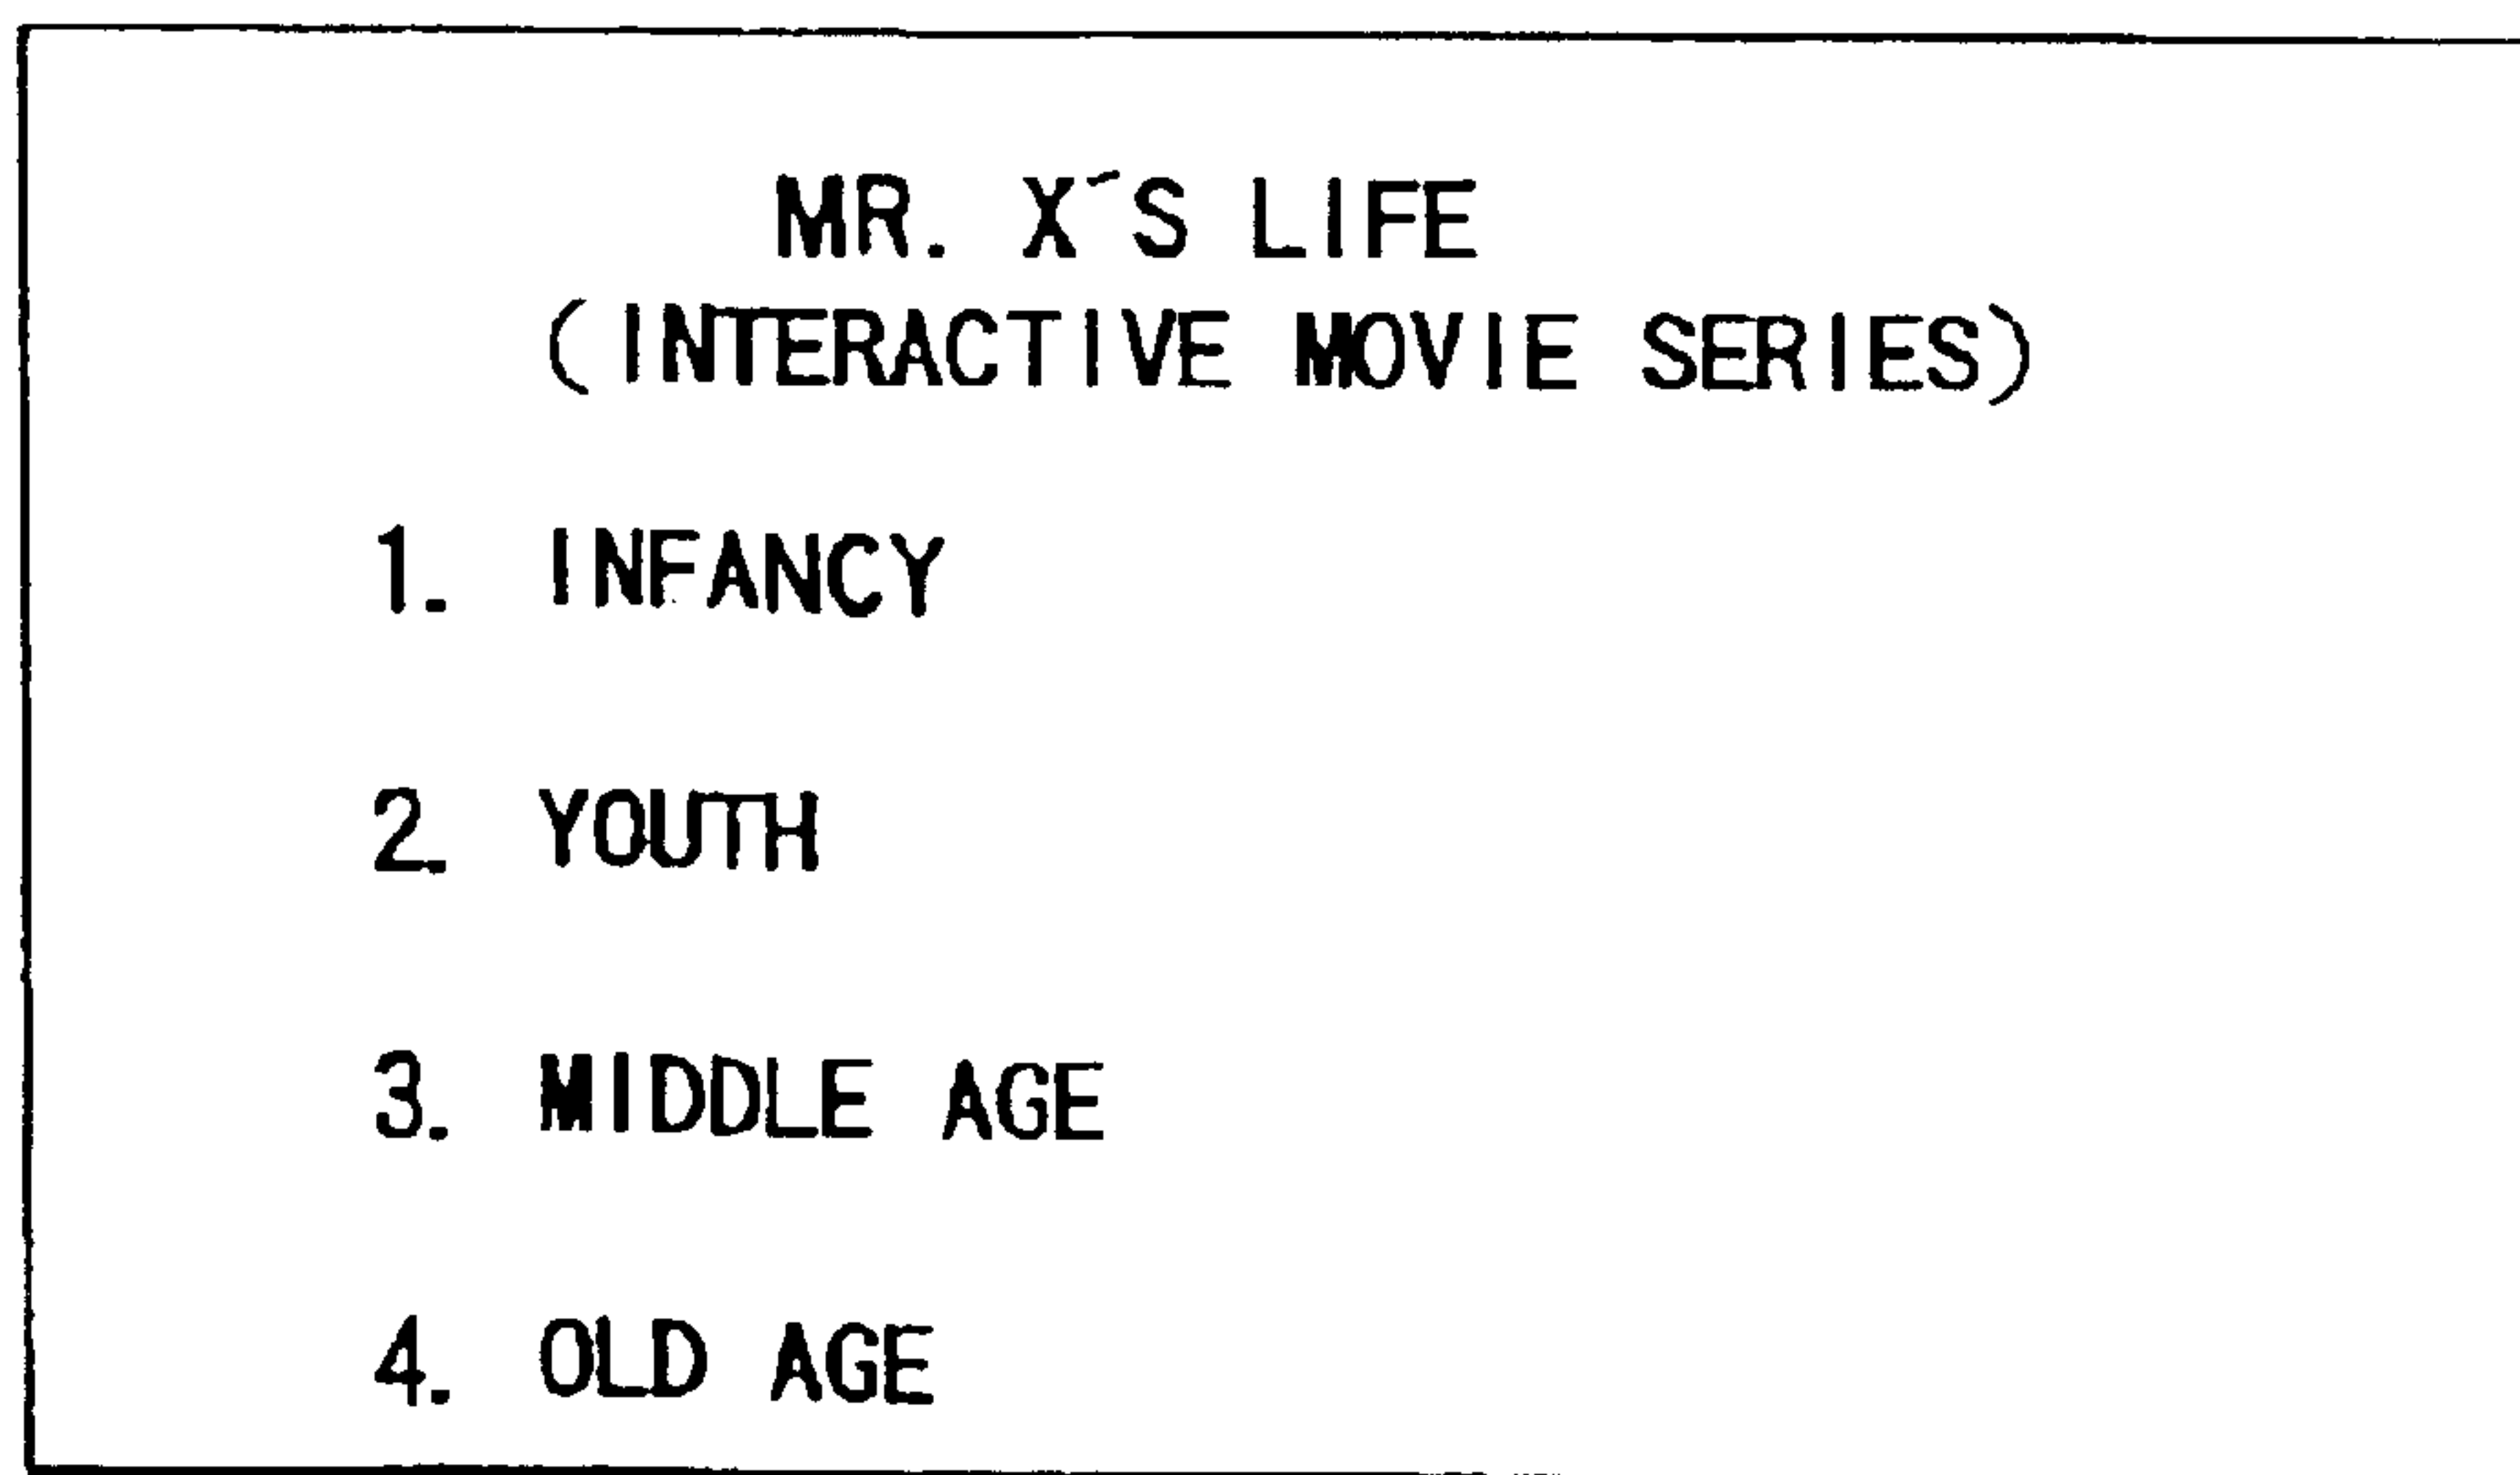 MR. X´S LIFE
(INTERACTIVE MOVIE SERIES)
1. INFANCY
2. YOUTH
3. MIDDLE AGE
4. OLD AGE